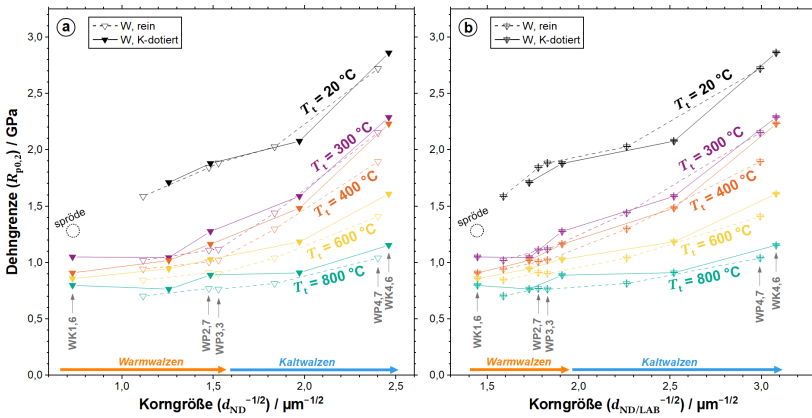 a
W, rein
W, K-dotiert
T_t = 20 °C
T_t = 300 °C
T_t = 400 °C
T_t = 600 °C
T_t = 800 °C
spröde
WK1,6
WP2,7
WP3,3
WP4,7
WK4,6
Warmwalzen
Kaltwalzen
3,0
2,5
2,0
1,5
1,0
0,5
0,0
Dehngrenze (R_p0,2) / GPa
1,0
1,5
2,0
2,5
Korngröße (d_ND^−1/2) / µm^−1/2
b
W, rein
W, K-dotiert
T_t = 20 °C
T_t = 300 °C
T_t = 400 °C
T_t = 600 °C
T_t = 800 °C
spröde
WK1,6
WP2,7
WP3,3
WP4,7
WK4,6
Warmwalzen
Kaltwalzen
3,0
2,5
2,0
1,5
1,0
0,5
0,0
1,5
2,0
2,5
3,0
Korngröße (d_ND/LAB^−1/2) / µm^−1/2